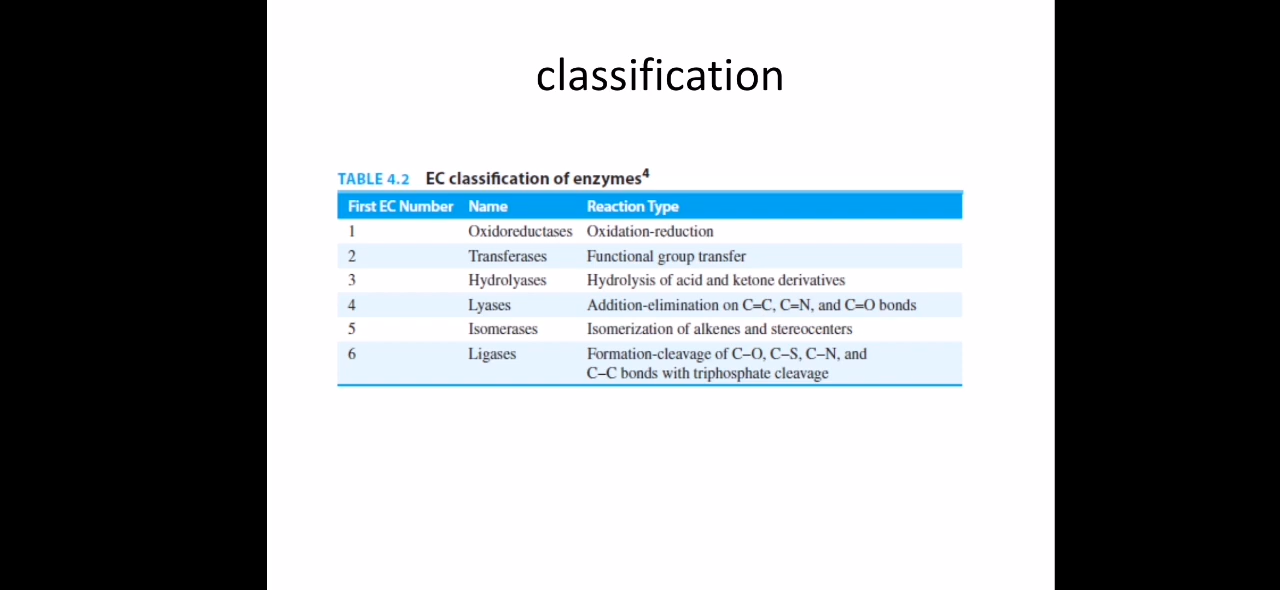 classification
TABLE 4.2 EC classification of enzymes4
First EC Number Name Reaction Type
1 Oxidoreductases Oxidation-reduction
2 Transferases Functional group transfer
3 Hydrolyases Hydrolysis of acid and ketone derivatives
4 Lyases Addition-elimination on C=C, C=N, and C=O bonds
5 Isomerases Isomerization of alkenes and stereocenters
6 Ligases Formation-cleavage of C–O, C–S, C–N, and
C–C bonds with triphosphate cleavage